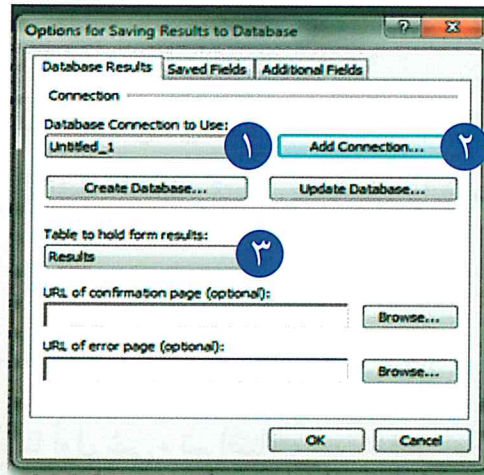 Options for Saving Results to Database
Database Results Saved Fields Additional Fields
Connection
Database Connection to Use:
Untitled_1 ١ Add Connection... ٢
Create Database... Update Database...
Table to hold form results:
Results ٣
URL of confirmation page (optional):
Browse...
URL of error page (optional):
Browse...
OK Cancel